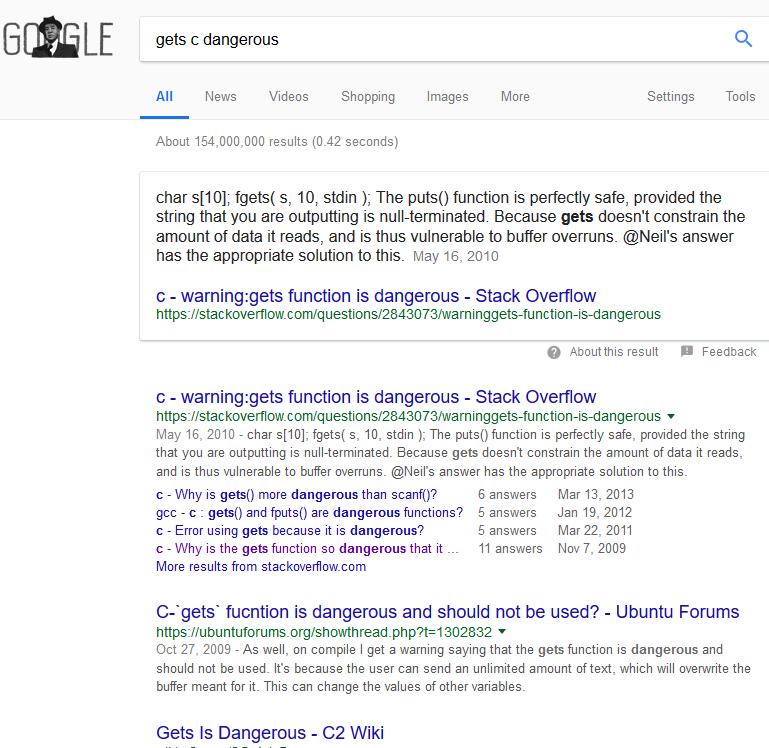 GOOGLE
gets c dangerous
All News Videos Shopping Images More Settings Tools
About 154,000,000 results (0.42 seconds)
char s[10]; fgets( s, 10, stdin ); The puts() function is perfectly safe, provided the
string that you are outputting is null-terminated. Because gets doesn't constrain the
amount of data it reads, and is thus vulnerable to buffer overruns. @Neil's answer
has the appropriate solution to this. May 16, 2010
c - warning:gets function is dangerous - Stack Overflow
https://stackoverflow.com/questions/2843073/warninggets-function-is-dangerous
About this result Feedback
c - warning:gets function is dangerous - Stack Overflow
https://stackoverflow.com/questions/2843073/warninggets-function-is-dangerous
May 16, 2010 - char s[10]; fgets( s, 10, stdin ); The puts() function is perfectly safe, provided the string
that you are outputting is null-terminated. Because gets doesn't constrain the amount of data it reads,
and is thus vulnerable to buffer overruns. @Neil's answer has the appropriate solution to this.
c - Why is gets() more dangerous than scanf()? 6 answers Mar 13, 2013
gcc - c : gets() and fputs() are dangerous functions? 5 answers Jan 19, 2012
c - Error using gets because it is dangerous? 5 answers Mar 22, 2011
c - Why is the gets function so dangerous that it ... 11 answers Nov 7, 2009
More results from stackoverflow.com
C-`gets` fucntion is dangerous and should not be used? - Ubuntu Forums
https://ubuntuforums.org/showthread.php?t=1302832
Oct 27, 2009 - As well, on compile I get a warning saying that the gets function is dangerous and
should not be used. It's because the user can send an unlimited amount of text, which will overwrite the
buffer meant for it. This can change the values of other variables.
Gets Is Dangerous - C2 Wiki